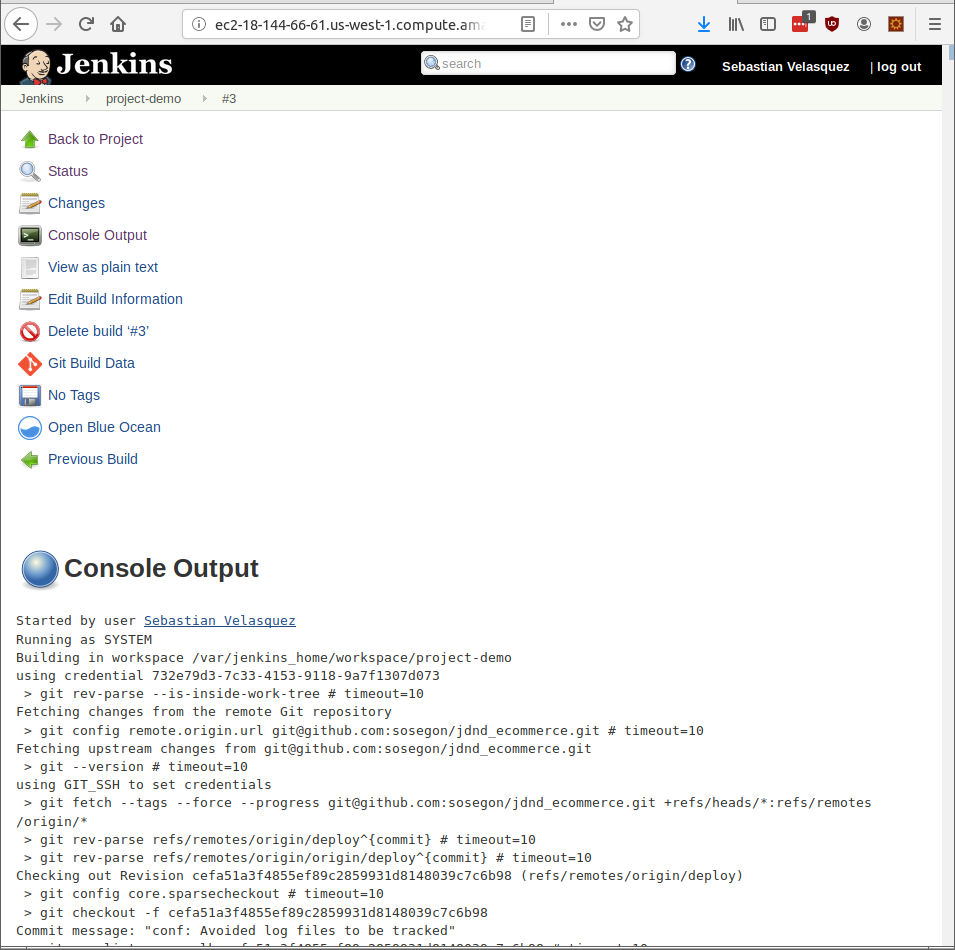 ec2-18-144-66-61.us-west-1.compute.ama
1
UD
Jenkins
search
?
Sebastian Velasquez
| log out
Jenkins
project-demo
#3
Back to Project
Status
Changes
Console Output
View as plain text
Edit Build Information
Delete build ‘#3’
Git Build Data
No Tags
Open Blue Ocean
Previous Build
Console Output
Started by user Sebastian Velasquez
Running as SYSTEM
Building in workspace /var/jenkins_home/workspace/project-demo
using credential 732e79d3-7c33-4153-9118-9a7f1307d073
> git rev-parse --is-inside-work-tree # timeout=10
Fetching changes from the remote Git repository
> git config remote.origin.url git@github.com:sosegon/jdnd_ecommerce.git # timeout=10
Fetching upstream changes from git@github.com:sosegon/jdnd_ecommerce.git
> git --version # timeout=10
using GIT_SSH to set credentials
> git fetch --tags --force --progress git@github.com:sosegon/jdnd_ecommerce.git +refs/heads/*:refs/remotes
/origin/*
> git rev-parse refs/remotes/origin/deploy^{commit} # timeout=10
> git rev-parse refs/remotes/origin/origin/deploy^{commit} # timeout=10
Checking out Revision cefa51a3f4855ef89c2859931d8148039c7c6b98 (refs/remotes/origin/deploy)
> git config core.sparsecheckout # timeout=10
> git checkout -f cefa51a3f4855ef89c2859931d8148039c7c6b98
Commit message: "conf: Avoided log files to be tracked"